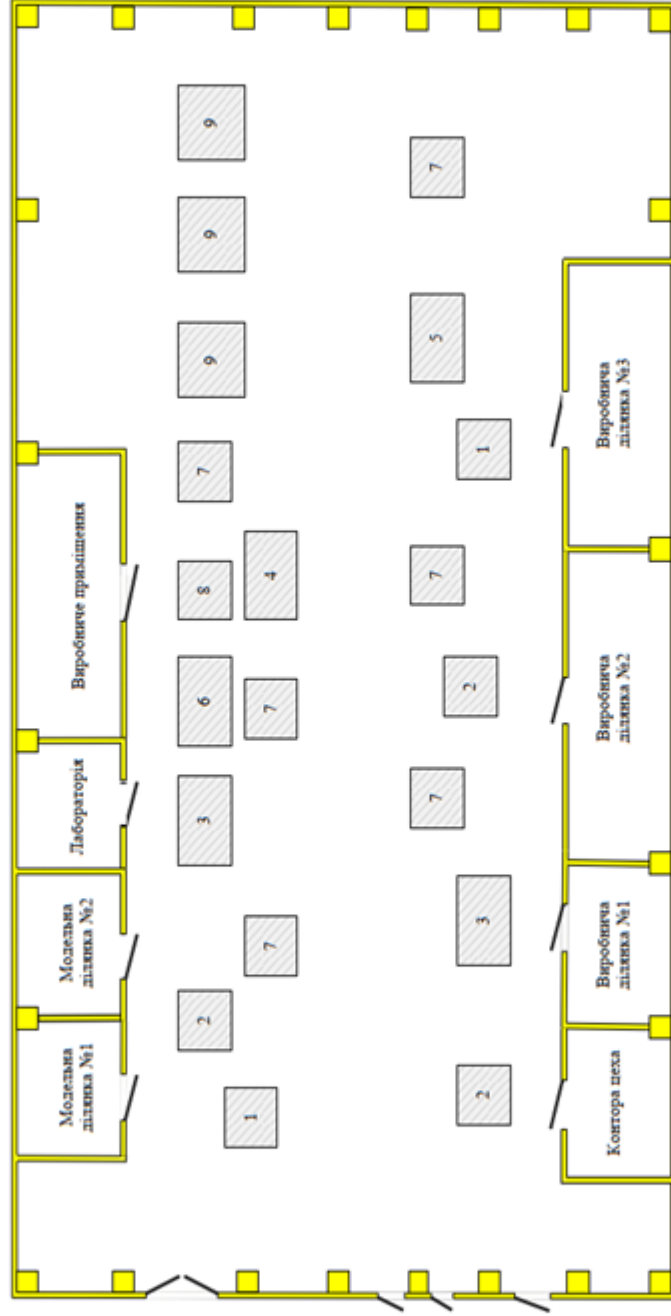 Модельна
ділянка №1
Модельна
ділянка №2
Лабораторія
Виробниче приміщення
2
3
6
8
7
9
9
9
1
7
7
4
7
7
5
7
2
2
3
1
Контора цеха
Виробнича
ділянка №1
Виробнича
ділянка №2
Виробнича
ділянка №3